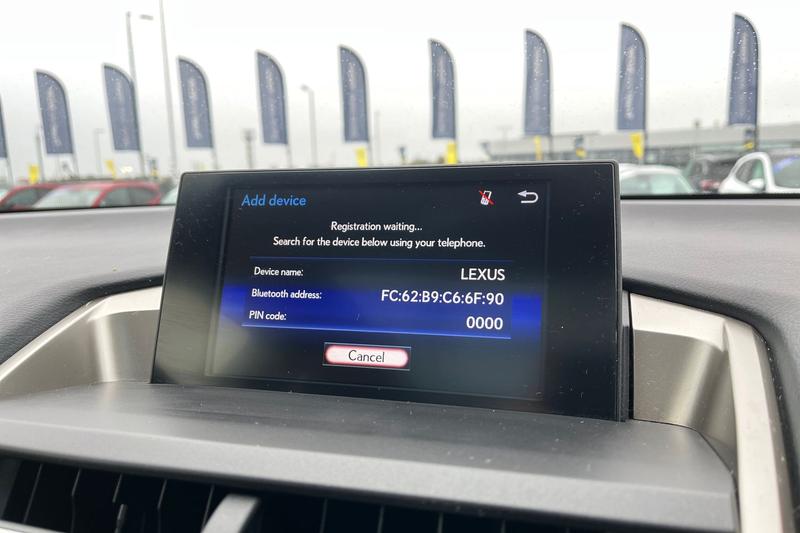 Add device
Registration waiting...
Search for the device below using your telephone.
Device name: LEXUS
Bluetooth address: FC:62:B9:C6:6F:90
PIN code: 0000
Cancel